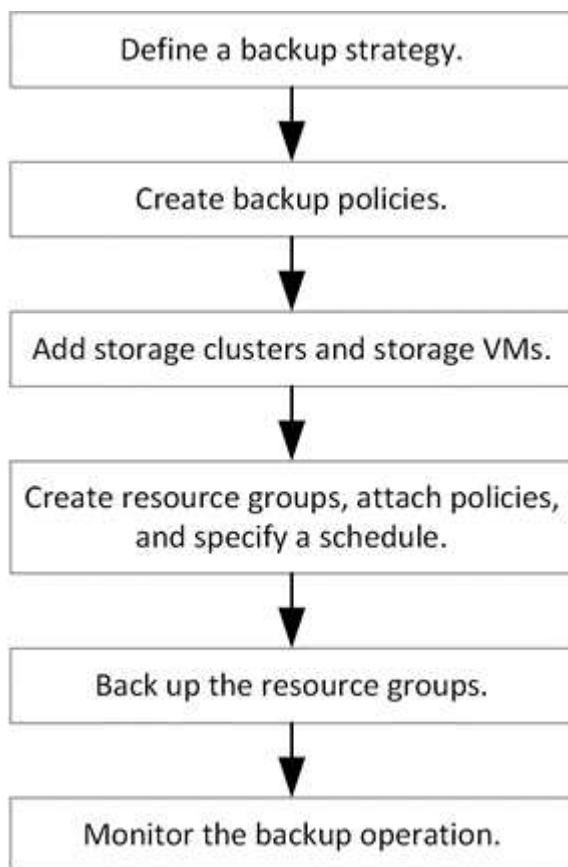 Define a backup strategy.
Create backup policies.
Add storage clusters and storage VMs.
Create resource groups, attach policies,
and specify a schedule.
Back up the resource groups.
Monitor the backup operation.